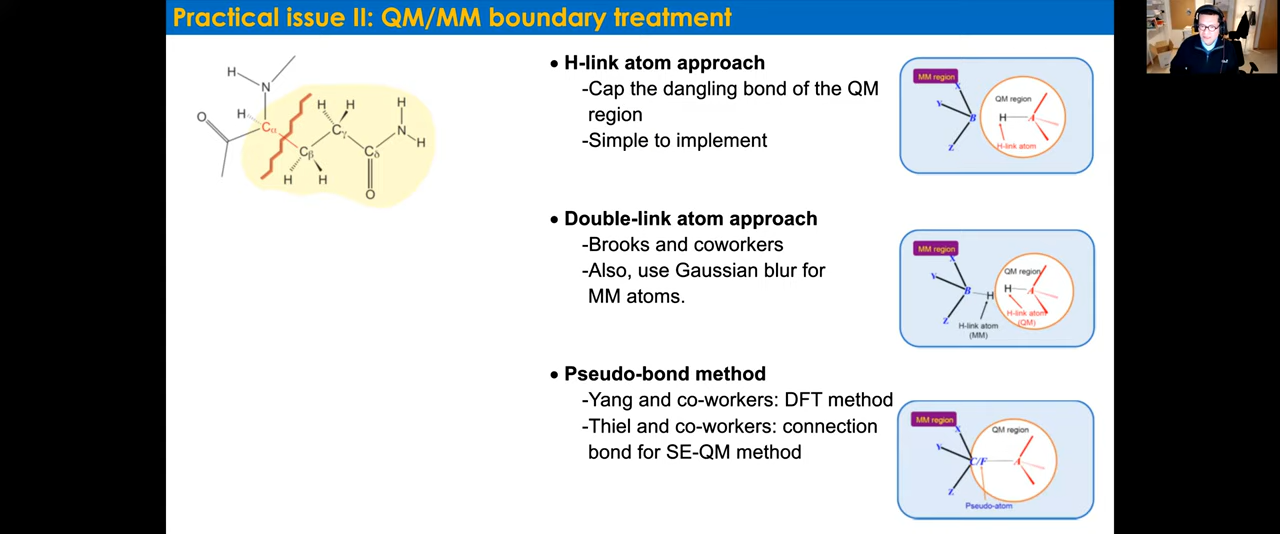 Practical issue II: QM/MM boundary treatment
H
N
H
O
Cα
H
H
Cγ
Cβ
H
H
Cδ
O
H
N
H
• H-link atom approach
-Cap the dangling bond of the QM
region
-Simple to implement
MM region
X
Y
B
Z
QM region
H
A
H-link atom
• Double-link atom approach
-Brooks and coworkers
-Also, use Gaussian blur for
MM atoms.
MM region
X
Y
B
H
Z
QM region
H
A
H-link atom
(QM)
H-link atom
(MM)
• Pseudo-bond method
-Yang and co-workers: DFT method
-Thiel and co-workers: connection
bond for SE-QM method
MM region
X
Y
C/F
Z
QM region
A
Pseudo-atom